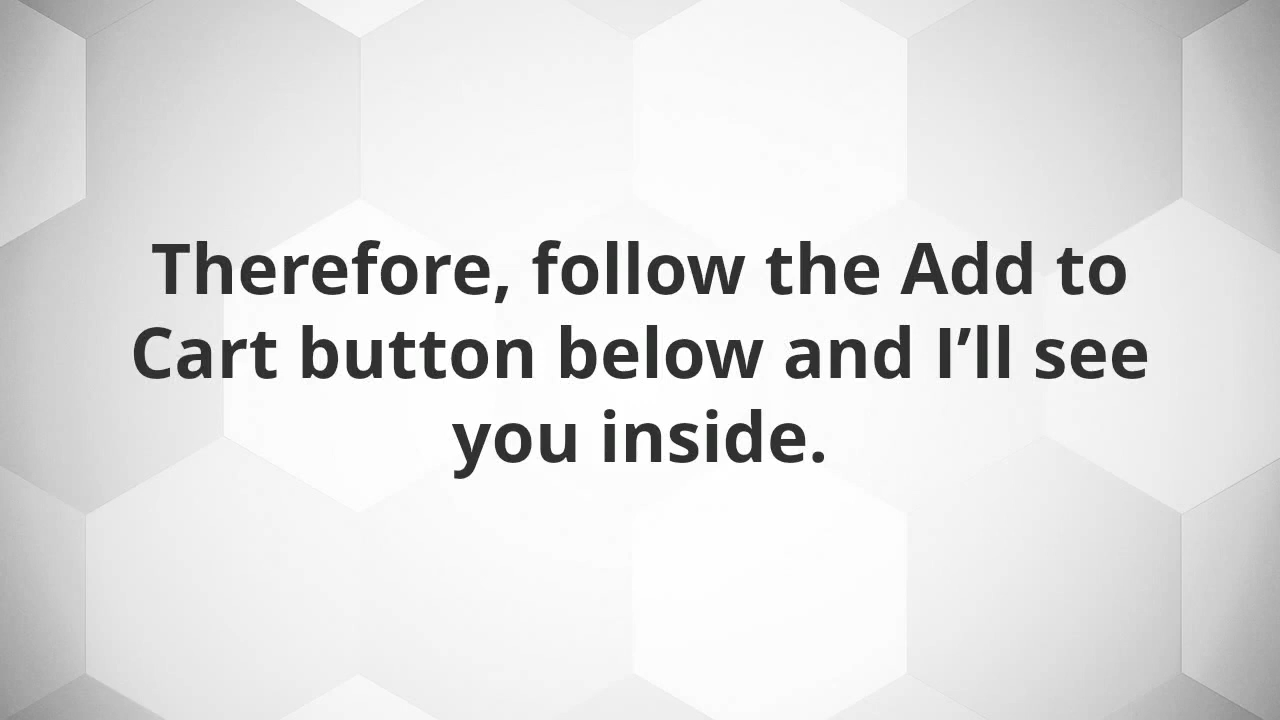 Therefore, follow the Add to
Cart button below and I’ll see
you inside.